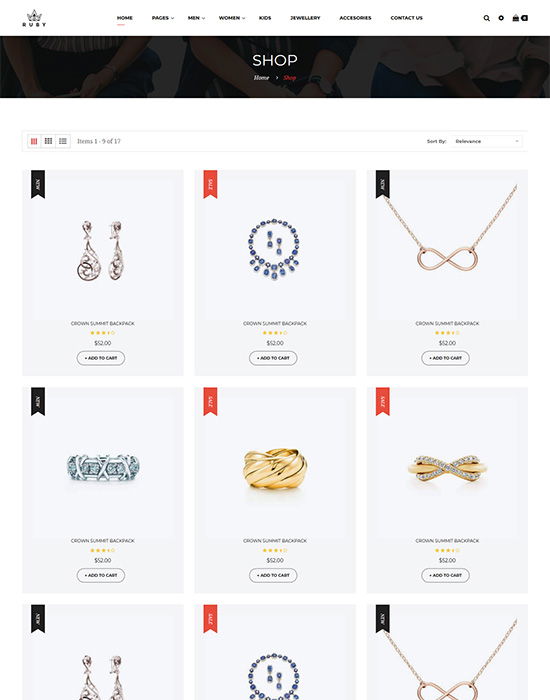 RUBY
HOME PAGES MEN WOMEN KIDS JEWELLERY ACCESORIES CONTACT US 0
SHOP
Home > Shop
Items 1 - 9 of 17 Sort By: Relevance
NEW SALE NEW
CROWN SUMMIT BACKPACK CROWN SUMMIT BACKPACK CROWN SUMMIT BACKPACK
$52.00 $52.00 $52.00
+ ADD TO CART + ADD TO CART + ADD TO CART
NEW SALE SALE
CROWN SUMMIT BACKPACK CROWN SUMMIT BACKPACK CROWN SUMMIT BACKPACK
$52.00 $52.00 $52.00
+ ADD TO CART + ADD TO CART + ADD TO CART
NEW SALE NEW